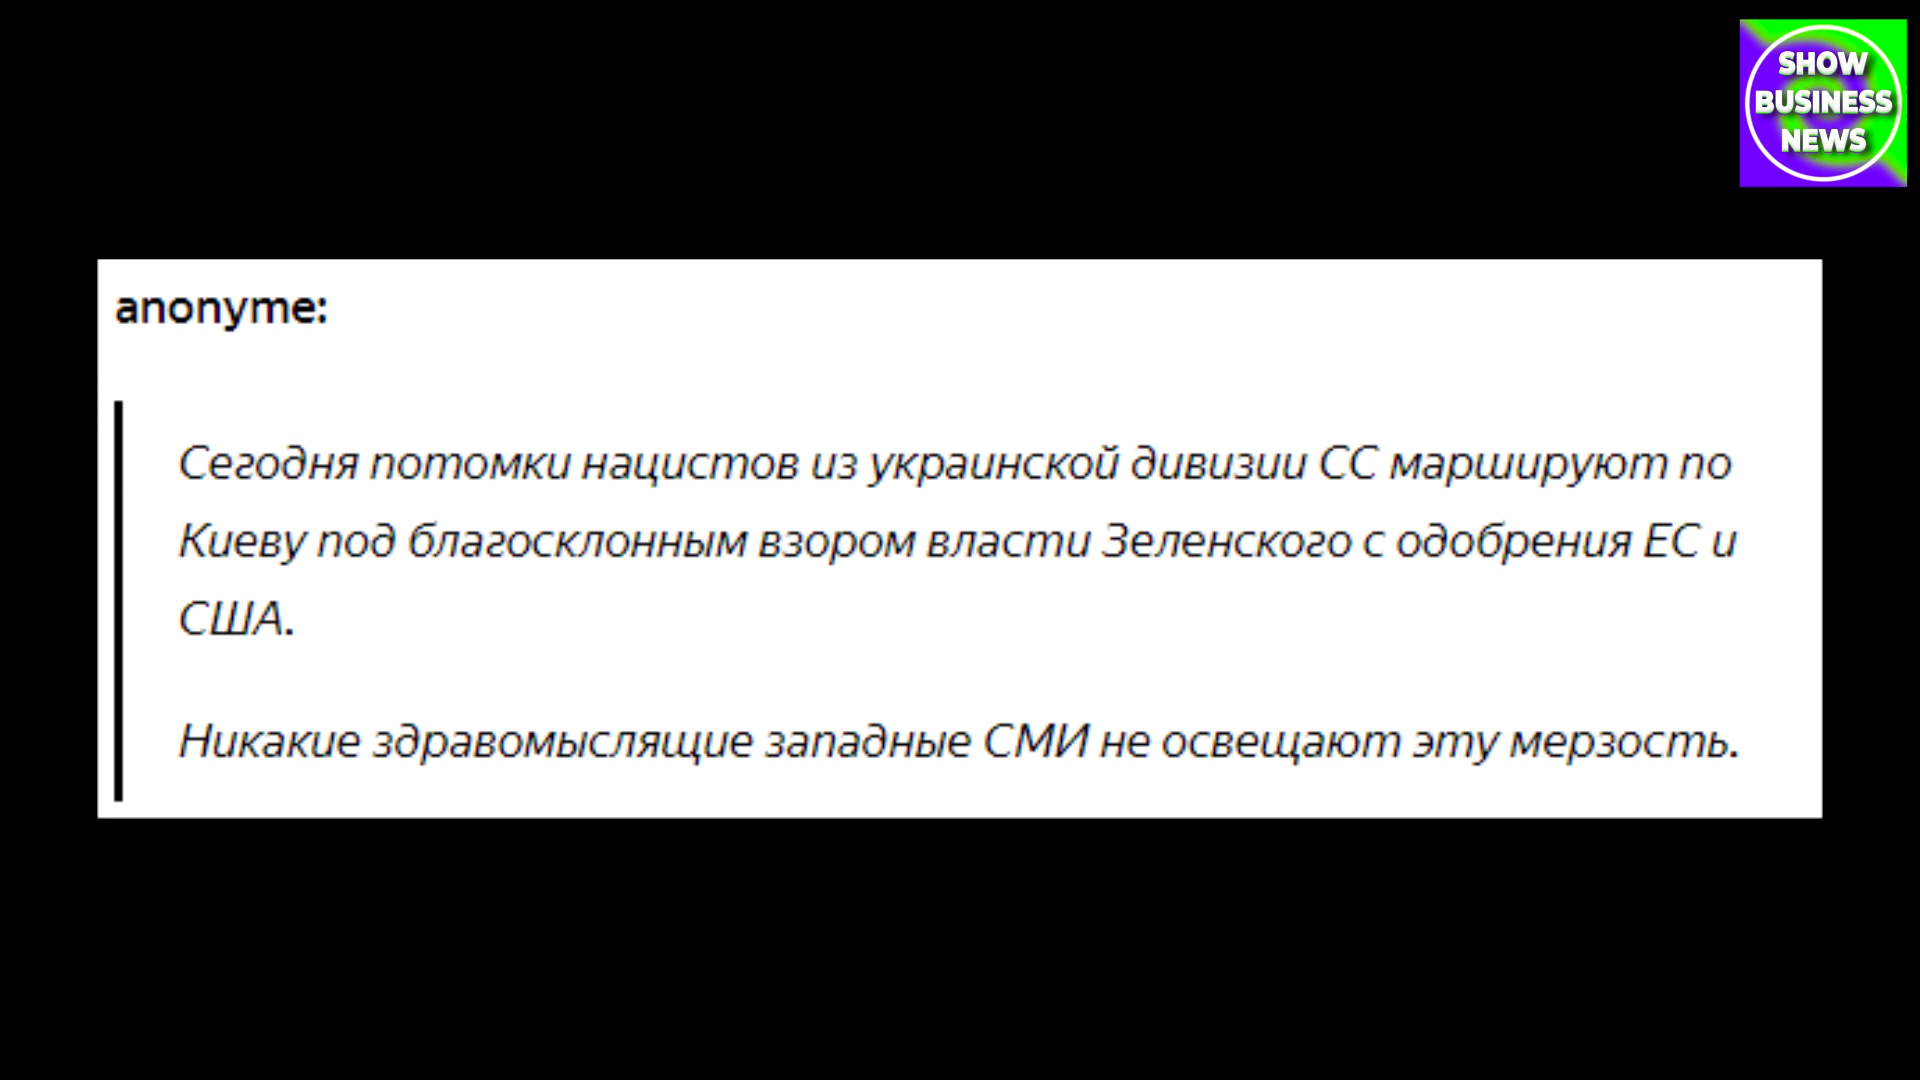 SHOW
BUSINESS
NEWS
anonyme:
Сегодня потомки нацистов из украинской дивизии СС маршируют по
Киеву под благосклонным взором власти Зеленского с одобрения ЕС и
США.
Никакие здравомыслящие западные СМИ не освещают эту мерзость.